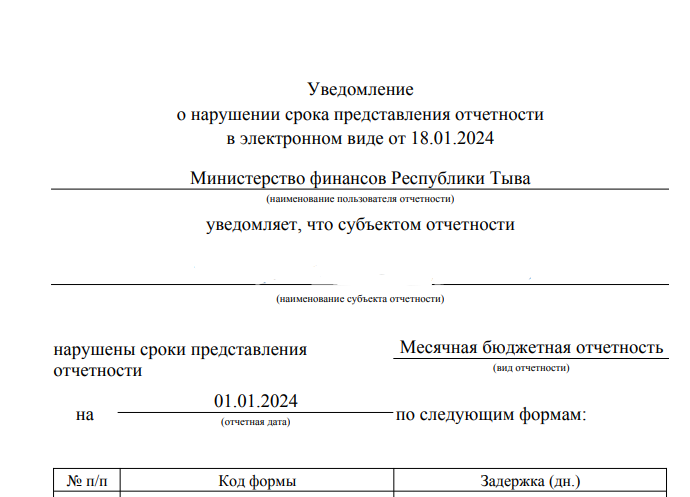 Уведомление
о нарушении срока представления отчетности
в электронном виде от 18.01.2024
Министерство финансов Республики Тыва
(наименование пользователя отчетности)
уведомляет, что субъектом отчетности
(наименование субъекта отчетности)
нарушены сроки представления
отчетности
Месячная бюджетная отчетность
(вид отчетности)
на
01.01.2024
(отчетная дата)
по следующим формам:
№ п/п Код формы Задержка (дн.)